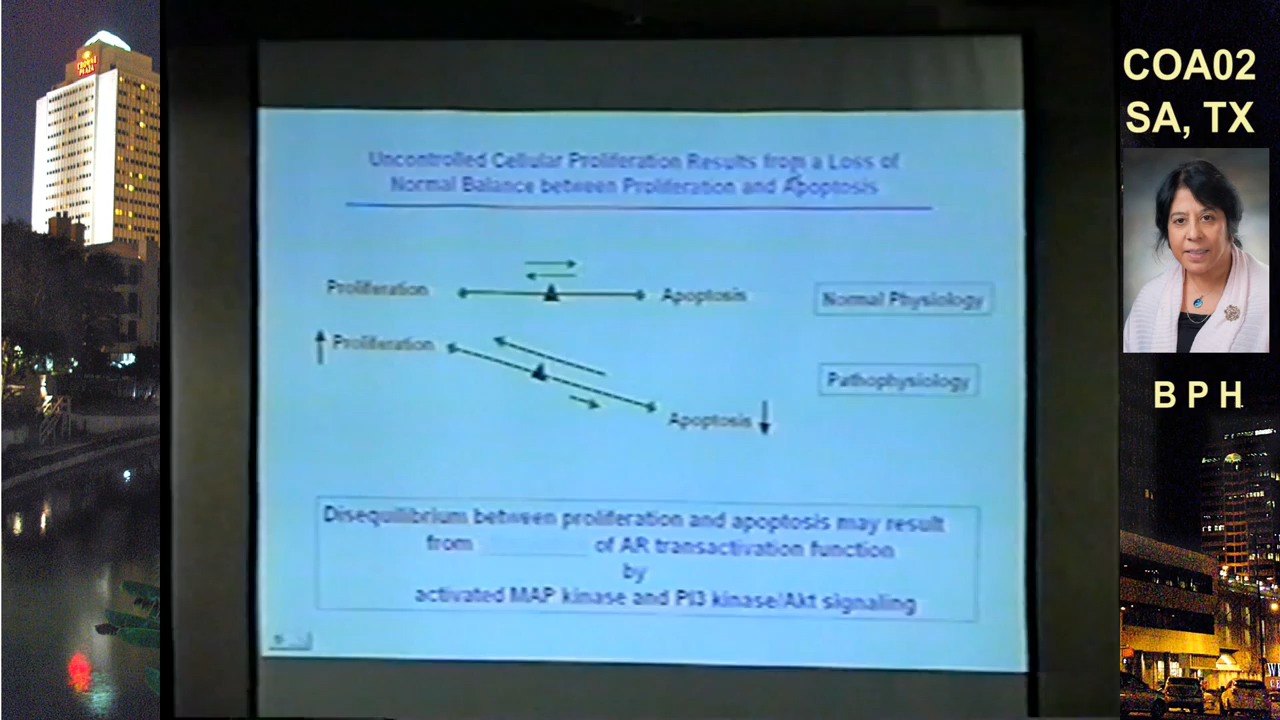 Uncontrolled Cellular Proliferation Results from a Loss of
Normal Balance between Proliferation and Apoptosis
Proliferation
Apoptosis
Normal Physiology
Proliferation
Apoptosis
Pathophysiology
Disequilibrium between proliferation and apoptosis may result
from of AR transactivation function
by
activated MAP kinase and PI3 kinase/Akt signaling
COA02
SA, TX
B P H
CROWNE
PLAZA